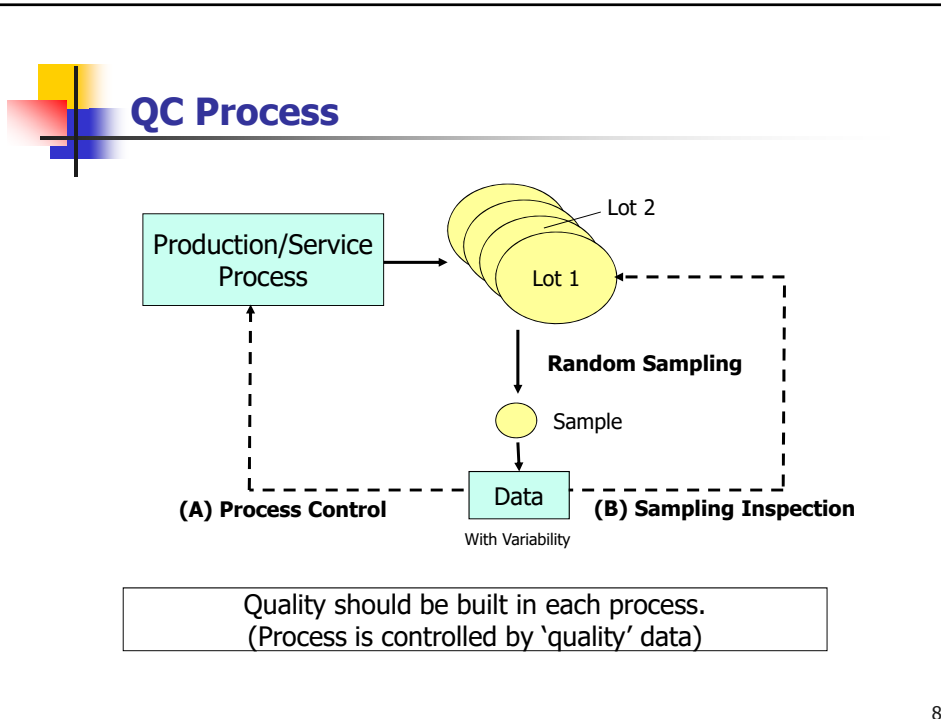 QC Process
Production/Service
Process
Lot 2
Lot 1
Random Sampling
Sample
Data
(A) Process Control
(B) Sampling Inspection
With Variability
Quality should be built in each process.
(Process is controlled by ‘quality’ data)
8